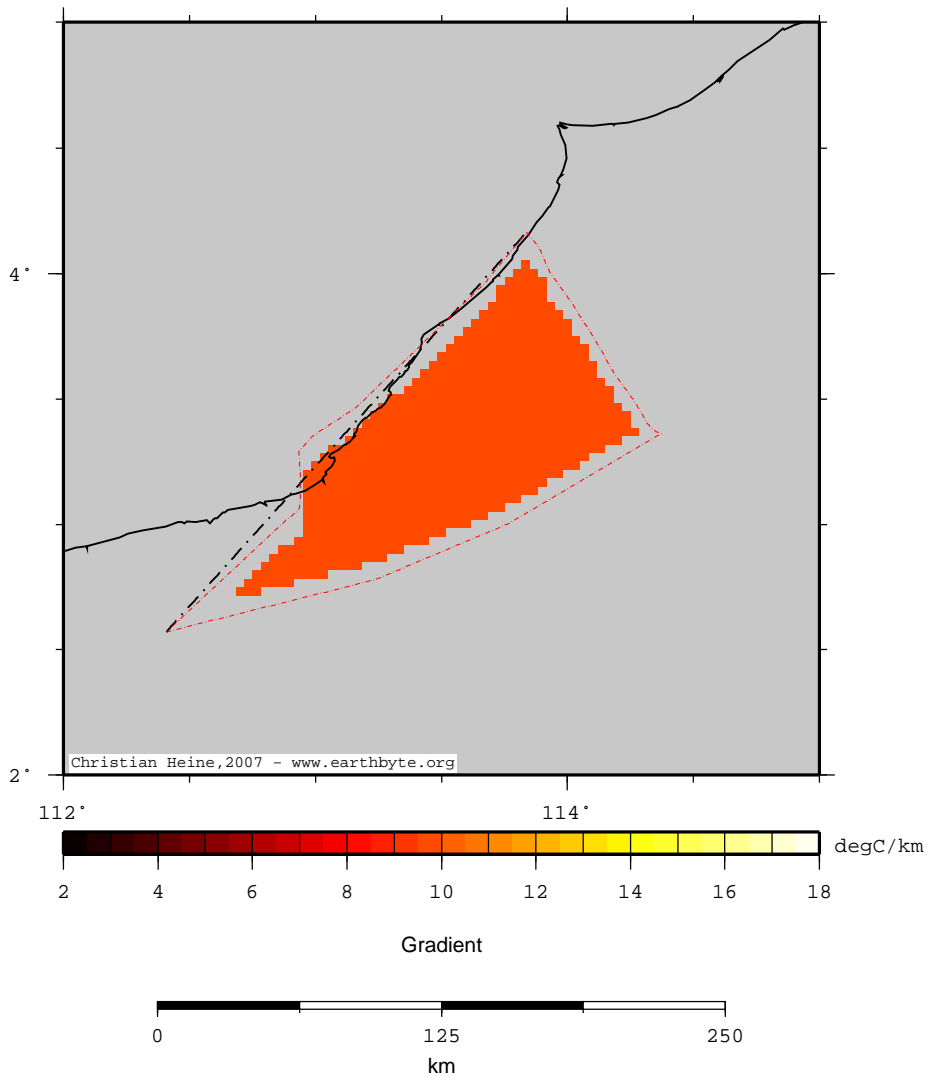 4°
2°
Christian Heine,2007 - www.earthbyte.org
112° 114°
degC/km
2 4 6 8 10 12 14 16 18
Gradient
0 125 250
km